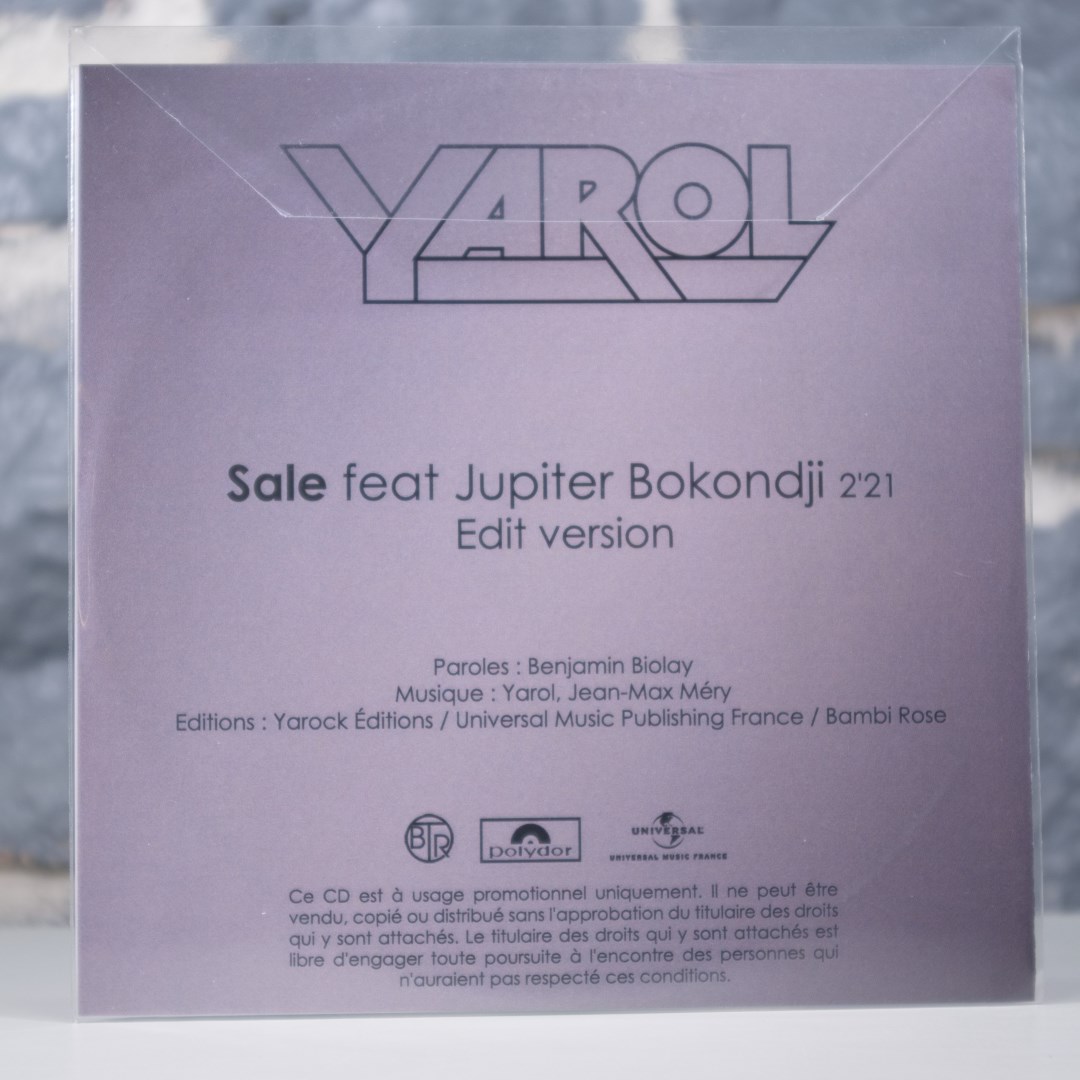 YAROL
Sale feat Jupiter Bokondji 2'21
Edit version
Paroles : Benjamin Biolay
Musique : Yarol, Jean-Max Méry
Editions : Yarock Éditions / Universal Music Publishing France / Bambi Rose
BTR
polydor
UNIVERSAL
UNIVERSAL MUSIC FRANCE
Ce CD est à usage promotionnel uniquement. Il ne peut être
vendu, copié ou distribué sans l'approbation du titulaire des droits
qui y sont attachés. Le titulaire des droits qui y sont attachés est
libre d'engager toute poursuite à l'encontre des personnes qui
n'auraient pas respecté ces conditions.